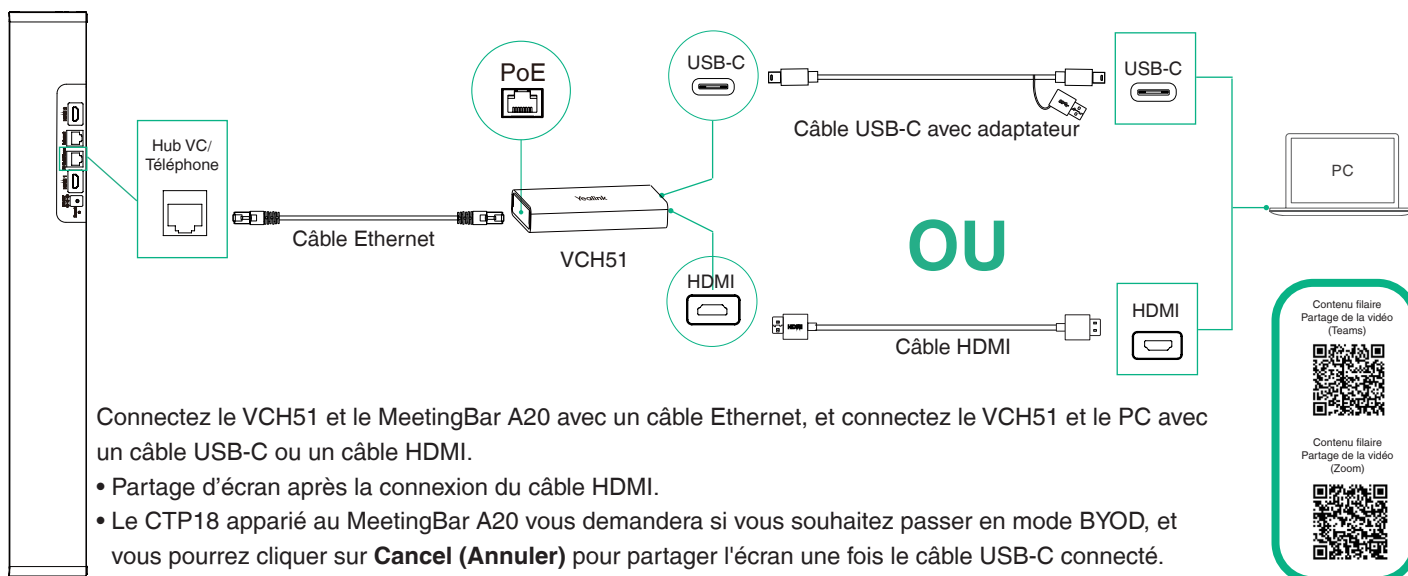 PoE
USB-C
USB-C
Câble USB-C avec adaptateur
Hub VC/
Téléphone
Câble Ethernet
Yealink
VCH51
OU
PC
HDMI
HDMI
HDMI
Câble HDMI
Contenu filaire
Partage de la vidéo
(Teams)
Contenu filaire
Partage de la vidéo
(Zoom)
Connectez le VCH51 et le MeetingBar A20 avec un câble Ethernet, et connectez le VCH51 et le PC avec
un câble USB-C ou un câble HDMI.
• Partage d’écran après la connexion du câble HDMI.
• Le CTP18 apparié au MeetingBar A20 vous demandera si vous souhaitez passer en mode BYOD, et
vous pourrez cliquer sur Cancel (Annuler) pour partager l'écran une fois le câble USB-C connecté.